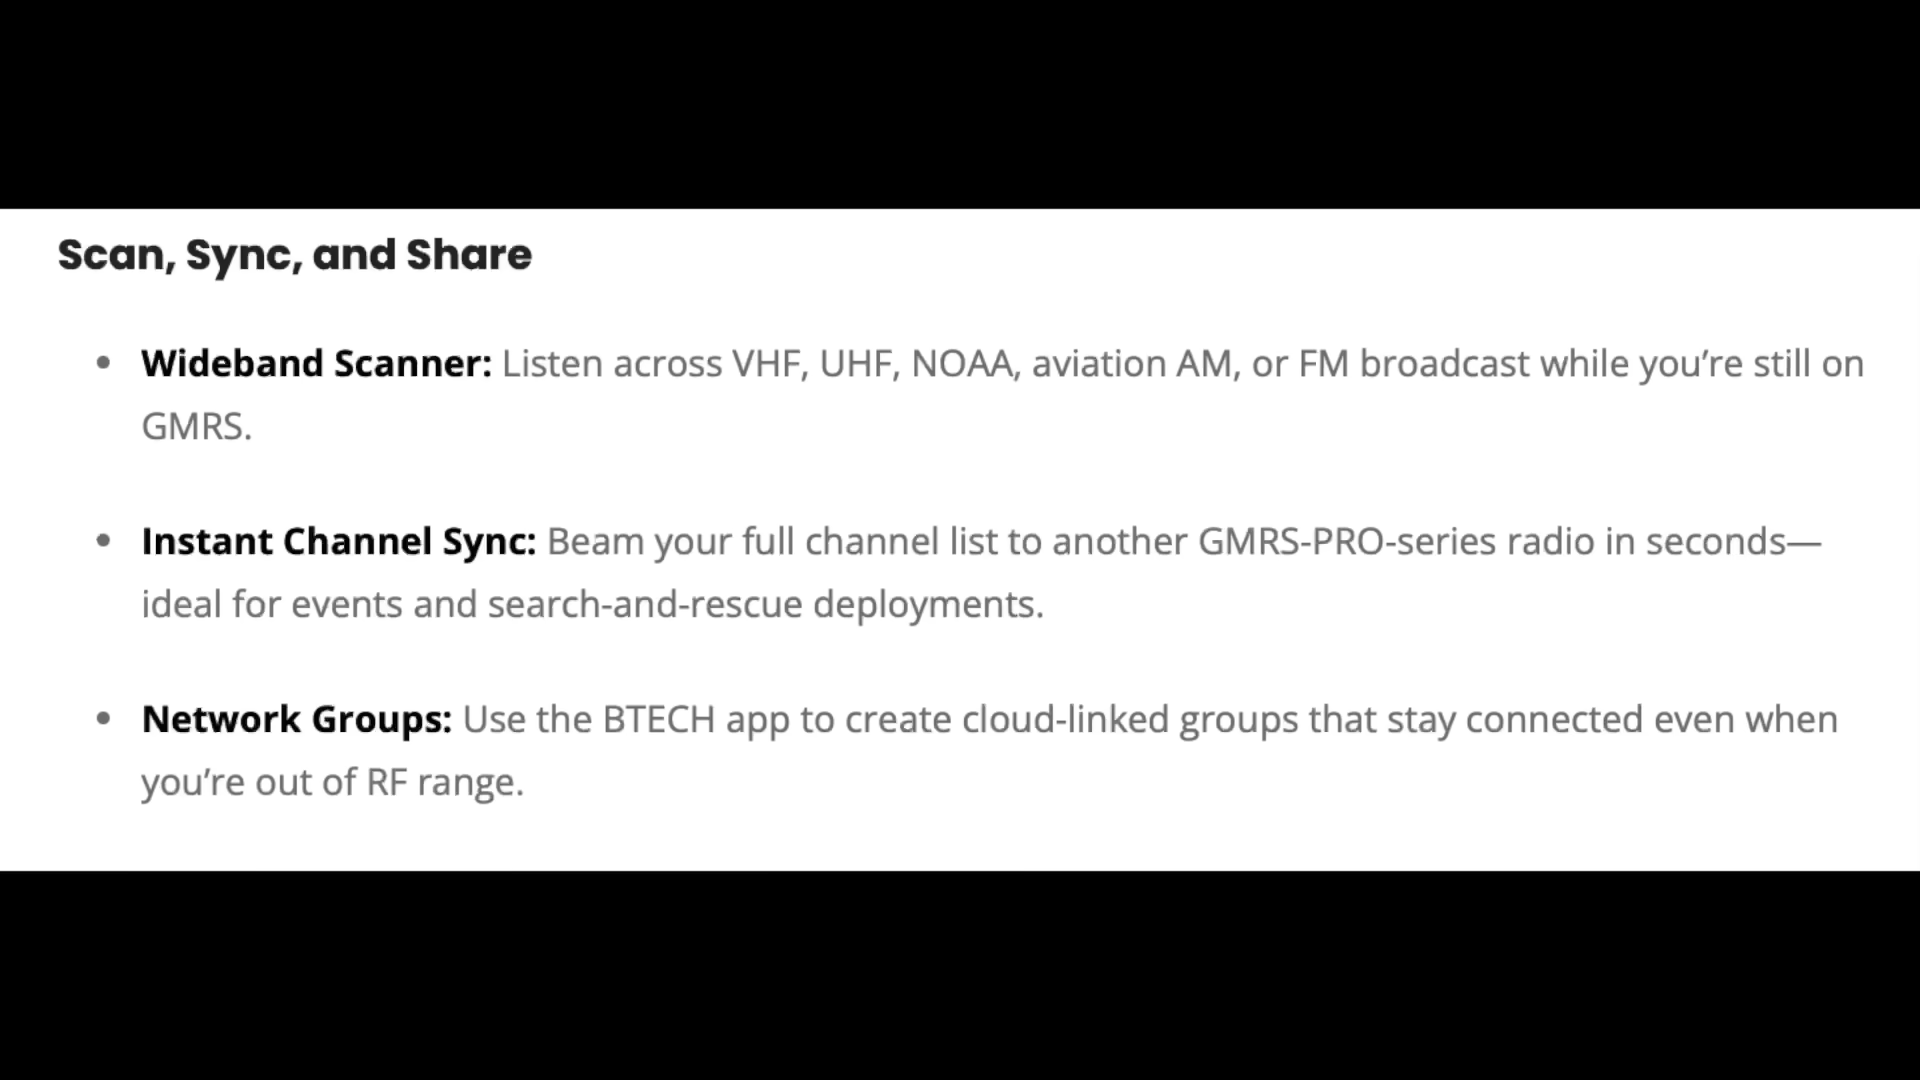 Scan, Sync, and Share
• Wideband Scanner: Listen across VHF, UHF, NOAA, aviation AM, or FM broadcast while you’re still on
GMRS.
• Instant Channel Sync: Beam your full channel list to another GMRS-PRO-series radio in seconds—
ideal for events and search-and-rescue deployments.
• Network Groups: Use the BTECH app to create cloud-linked groups that stay connected even when
you’re out of RF range.